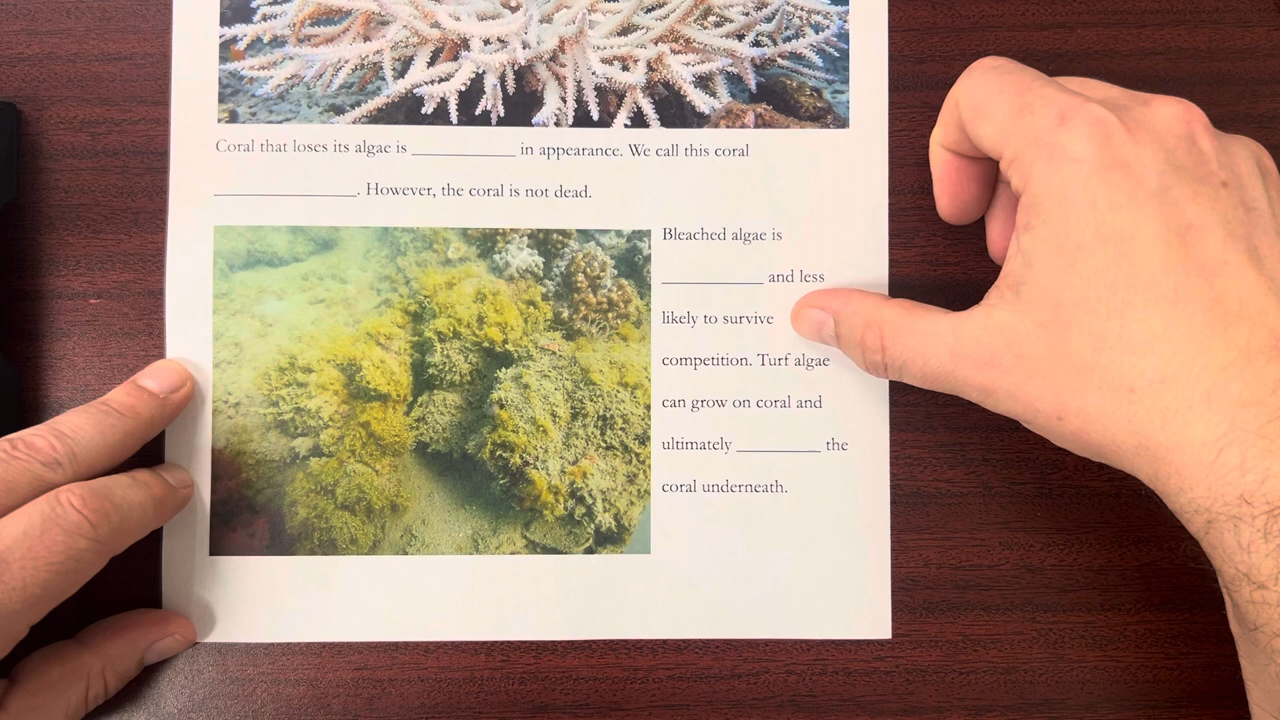 Coral that loses its algae is ___________ in appearance. We call this coral
_______________. However, the coral is not dead.
Bleached algae is
___________ and less
likely to survive
competition. Turf algae
can grow on coral and
ultimately _________ the
coral underneath.